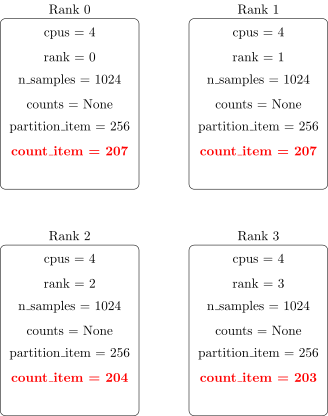 Rank 0
cpus = 4
rank = 0
n_samples = 1024
counts = None
partition_item = 256
count_item = 207
Rank 1
cpus = 4
rank = 1
n_samples = 1024
counts = None
partition_item = 256
count_item = 207
Rank 2
cpus = 4
rank = 2
n_samples = 1024
counts = None
partition_item = 256
count_item = 204
Rank 3
cpus = 4
rank = 3
n_samples = 1024
counts = None
partition_item = 256
count_item = 203